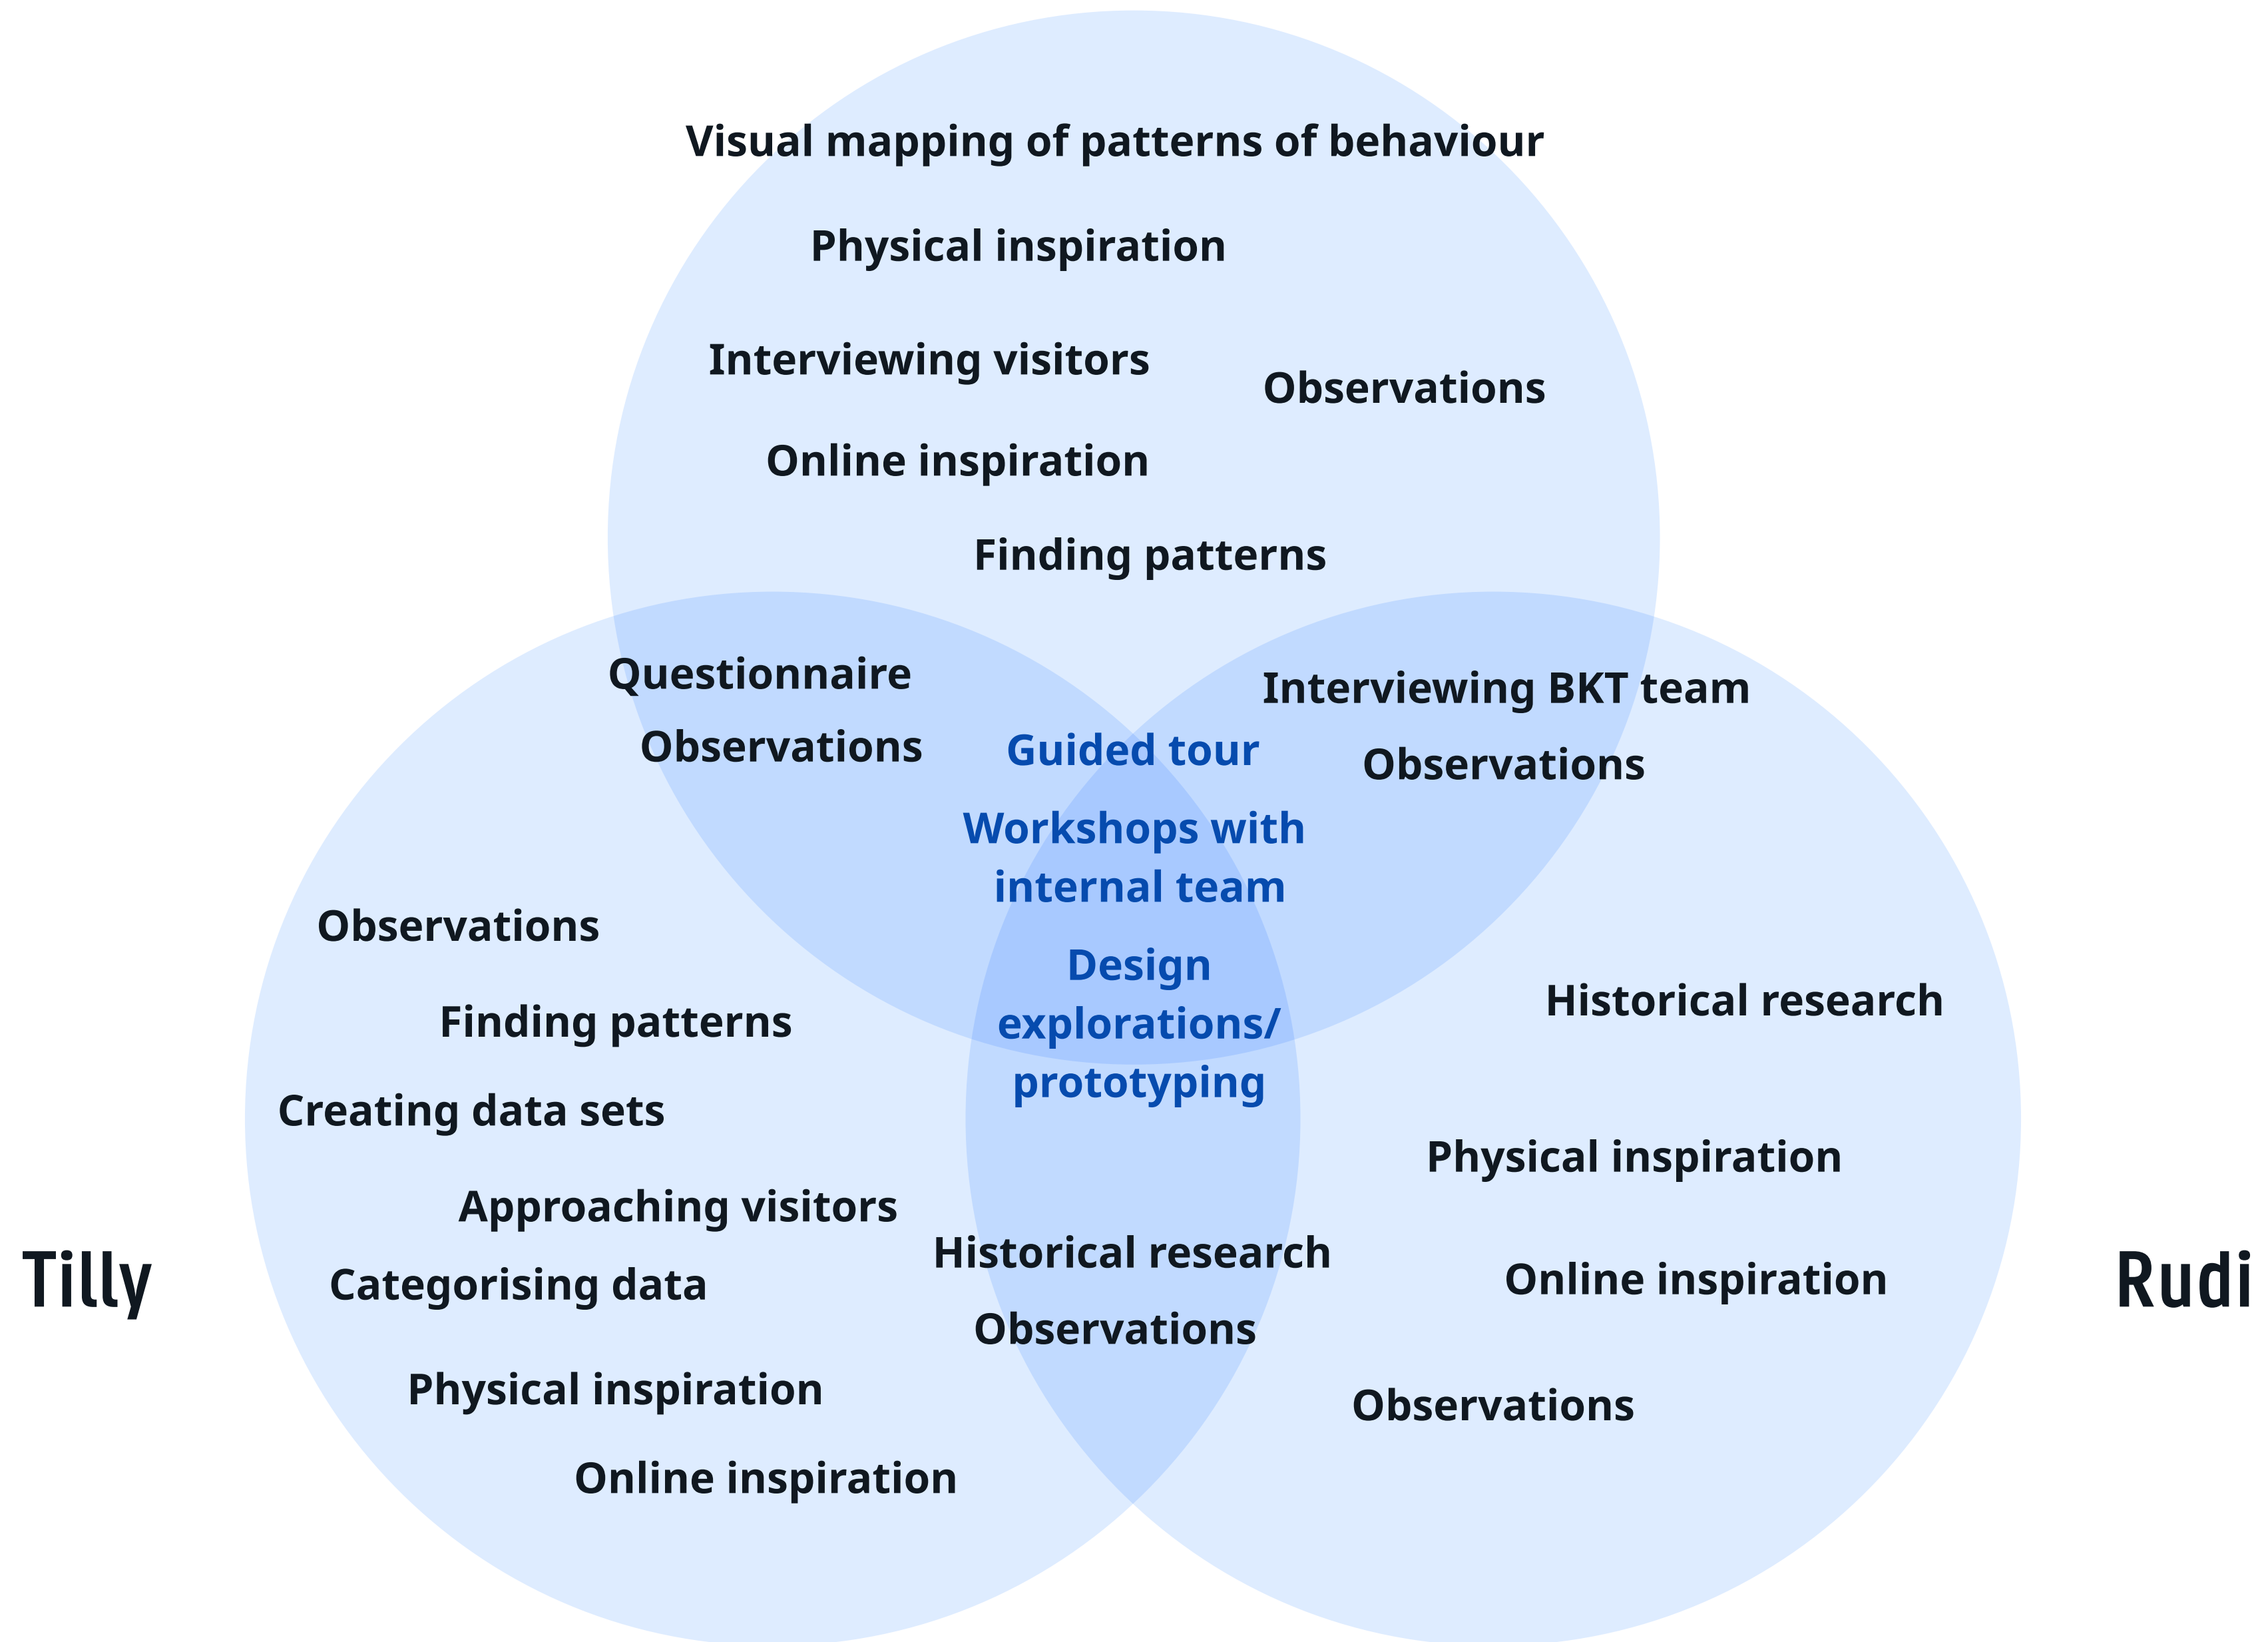 Visual mapping of patterns of behaviour
Physical inspiration
Interviewing visitors
Observations
Online inspiration
Finding patterns
Questionnaire
Observations
Guided tour
Workshops with
internal team
Design
explorations/
prototyping
Interviewing BKT team
Observations
Observations
Finding patterns
Creating data sets
Approaching visitors
Categorising data
Physical inspiration
Online inspiration
Tilly
Historical research
Observations
Historical research
Physical inspiration
Online inspiration
Observations
Rudi